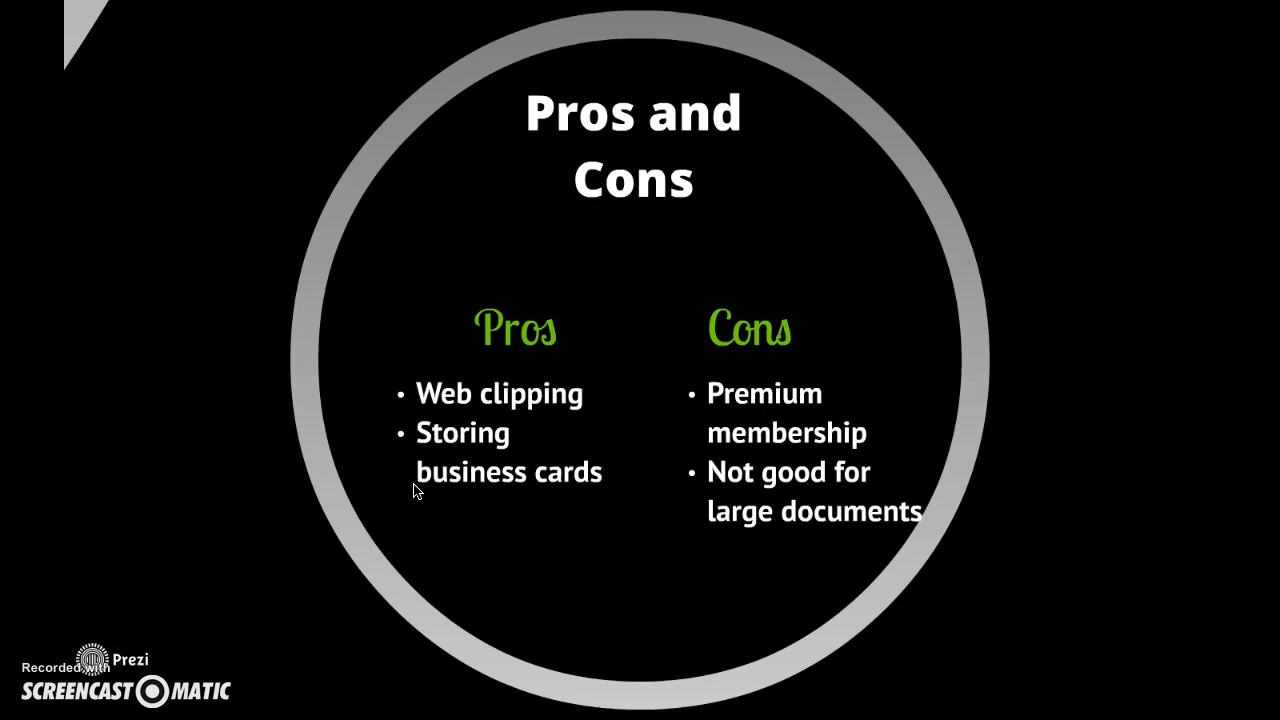 Pros and
Cons
Pros
• Web clipping
• Storing
business cards
Cons
• Premium
membership
• Not good for
large documents
Prezi
Recorded with
SCREENCAST-O-MATIC